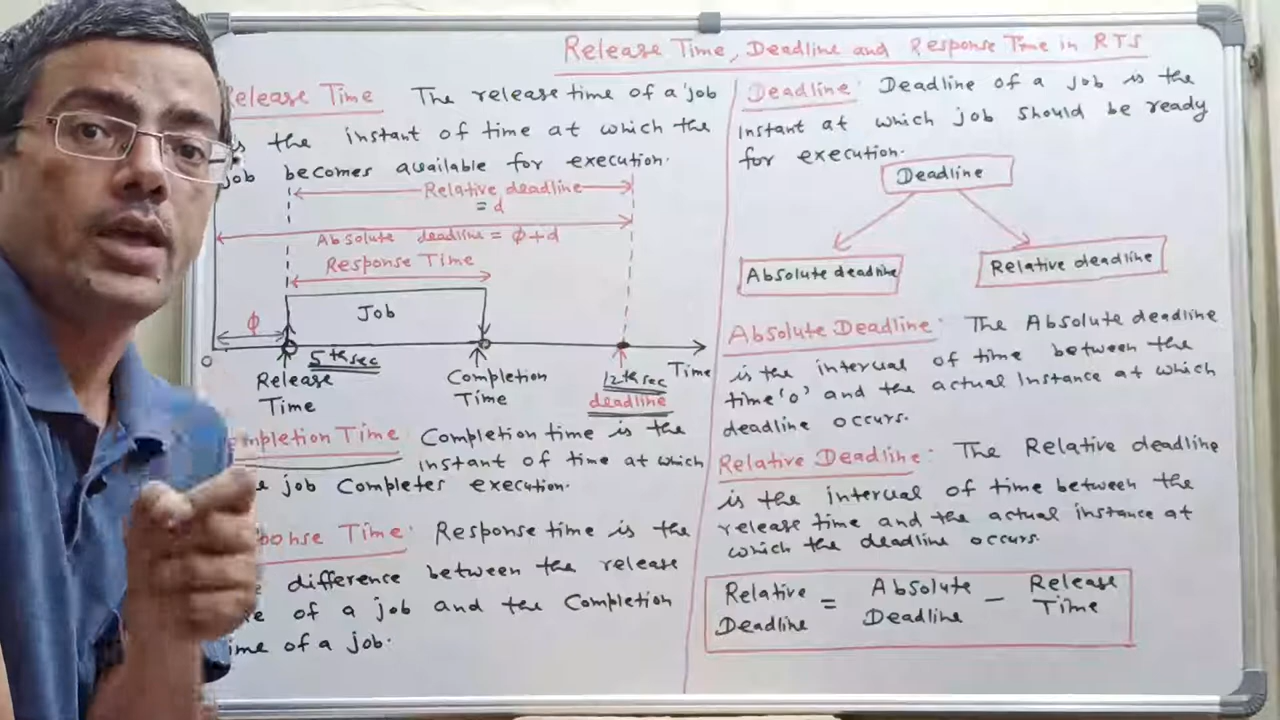 Release Time, Deadline and Response Time in RTS
elease Time The release time of a job
s the instant of time at which the
job becomes available for execution.
Relative deadline
= d
Absolute deadline = ϕ+d
Response Time
Job
ϕ
0
5th sec
12th sec
Time
Release
Time
Completion
Time
deadline
mpletion Time Completion time is the
instant of time at which
e job Completes execution.
onse Time: Response time is the
difference between the release
e of a job and the Completion
ime of a job.
Deadline: Deadline of a job is the
instant at which job should be ready
for execution.
Deadline
Absolute deadline
Relative deadline
Absolute Deadline: The Absolute deadline
is the interval of time between the
time '0' and the actual Instance at which
deadline occurs.
Relative Deadline: The Relative deadline
is the interval of time between the
release time and the actual instance at
which the deadline occurs.
Relative Deadline = Absolute Deadline - Release Time